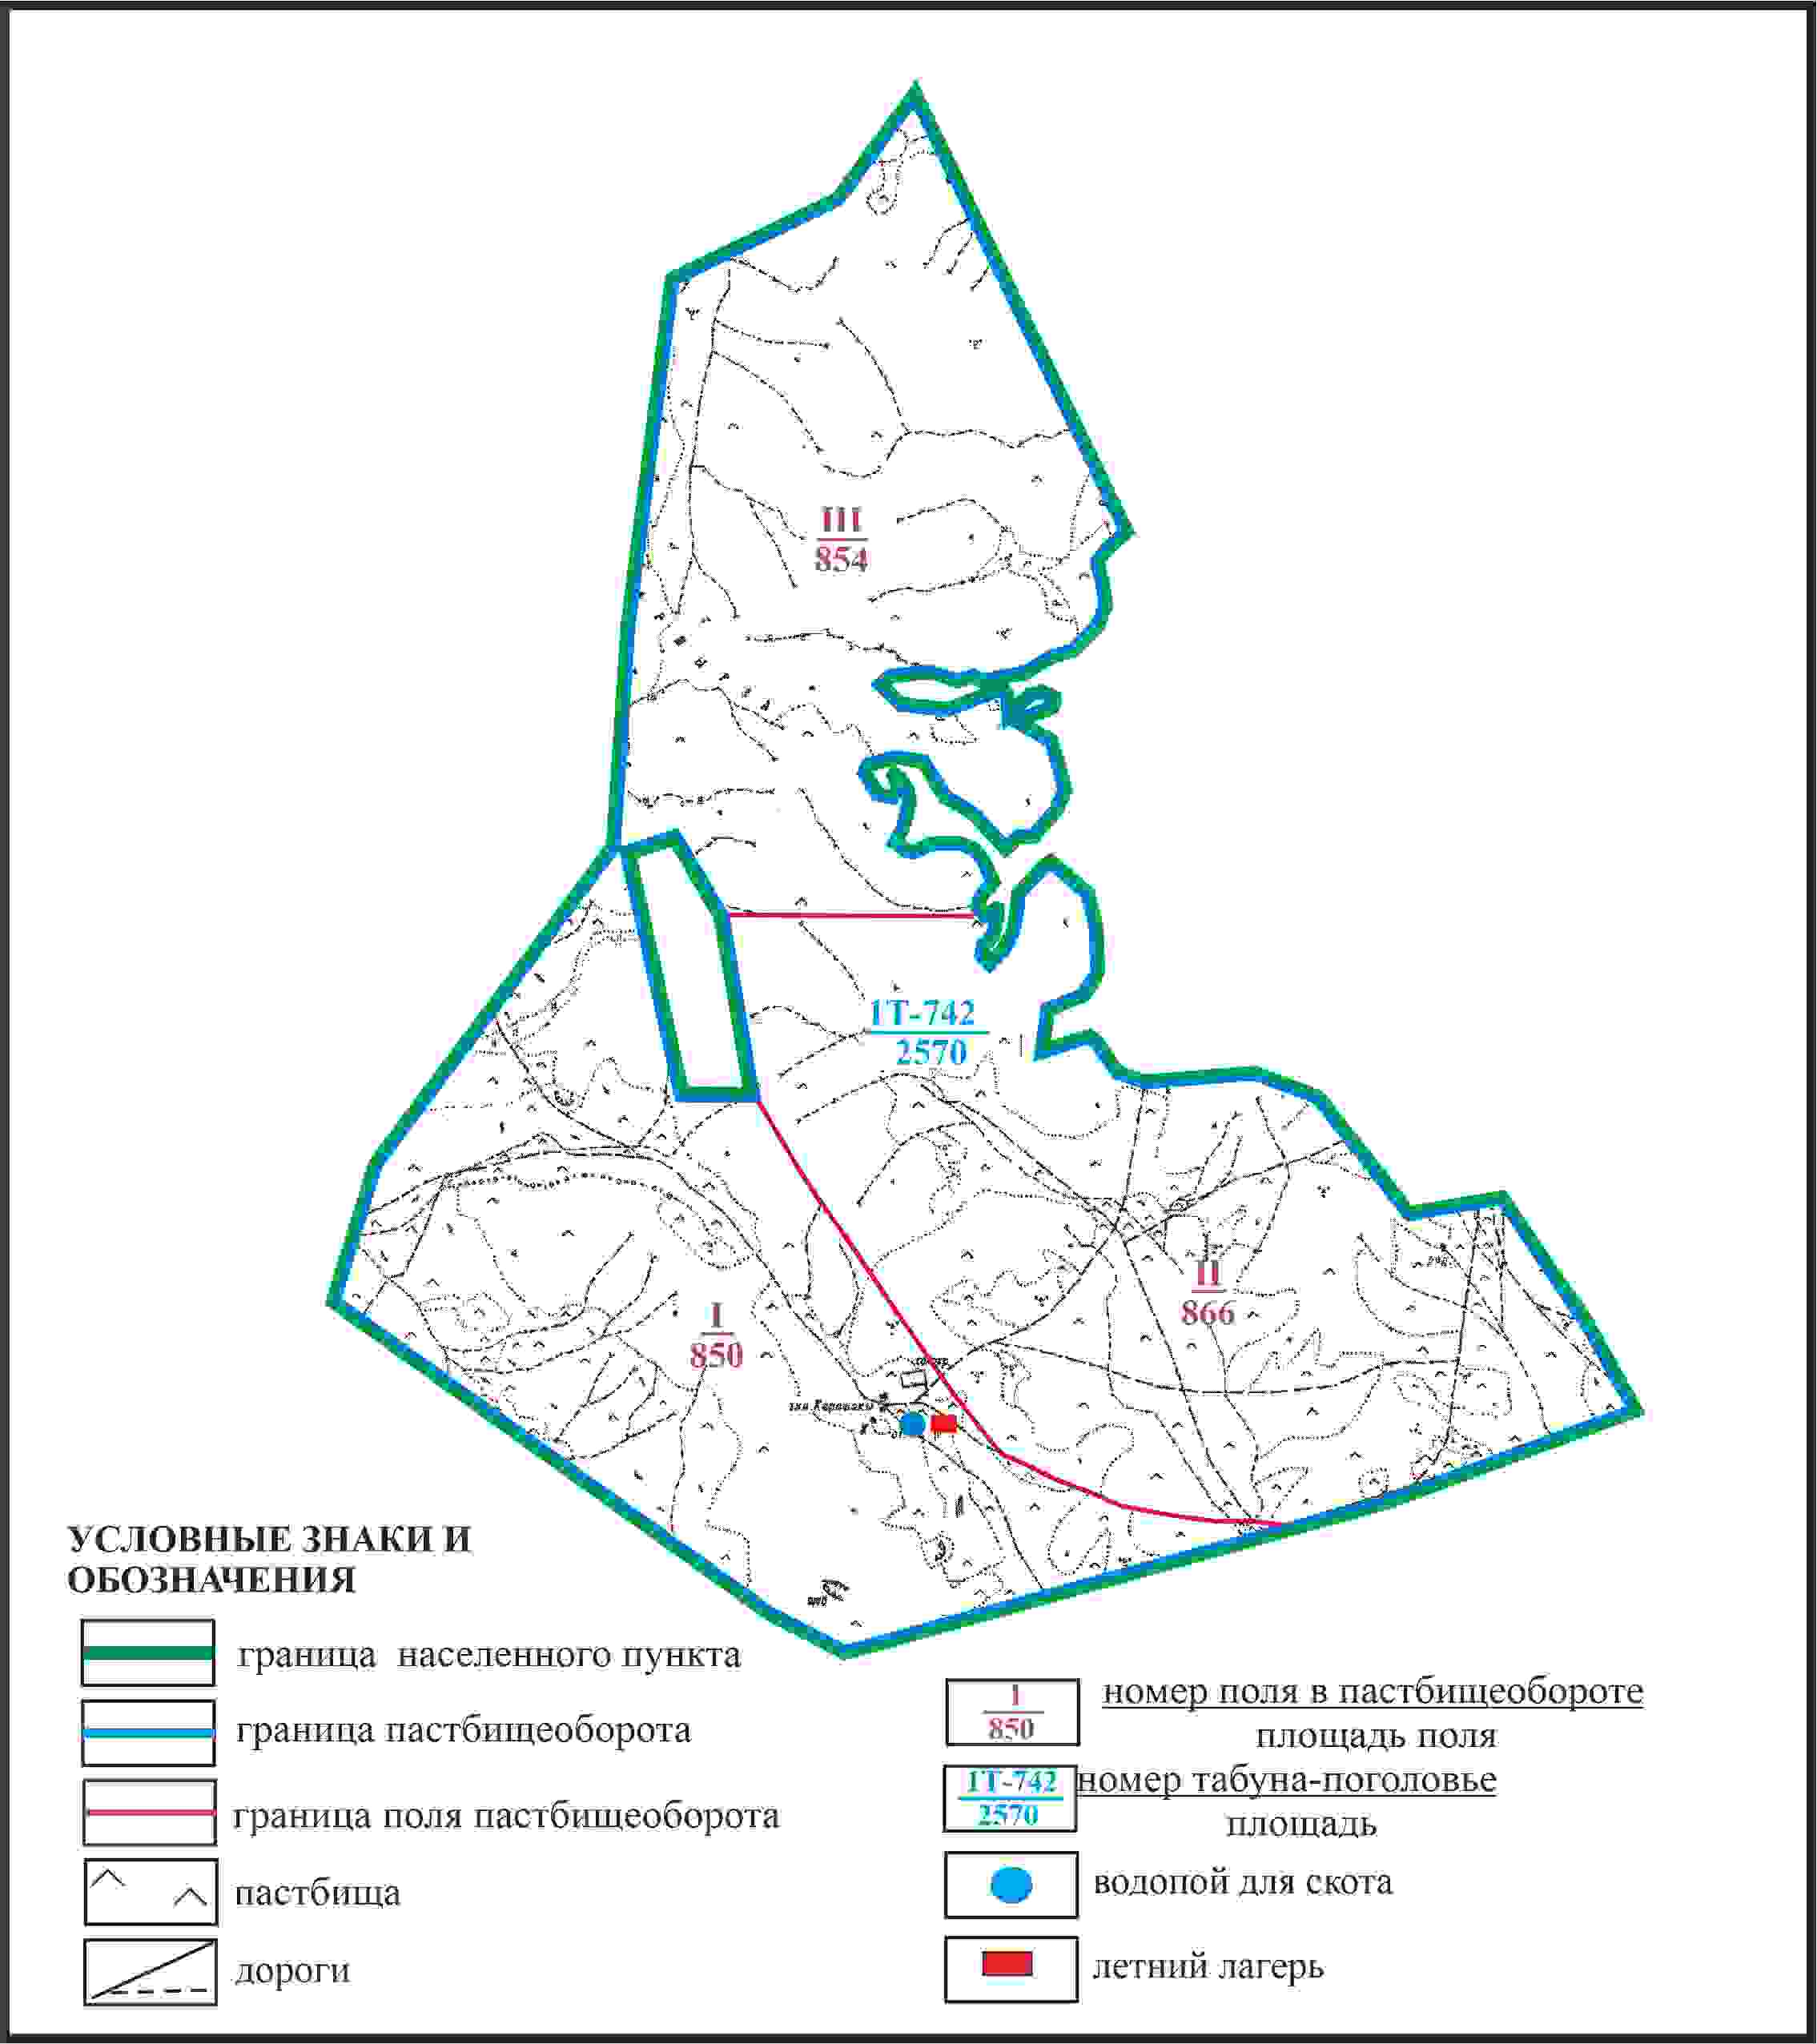 III
854
1Т-742
2570
II
866
I
850
УСЛОВНЫЕ ЗНАКИ И
ОБОЗНАЧЕНИЯ
граница населенного пункта
граница пастбищеоборота
граница поля пастбищеоборота
пастбища
дороги
I
850
номер поля в пастбищеобороте
площадь поля
1Т-742
2570
номер табуна-поголовье
площадь
водопой для скота
летний лагерь